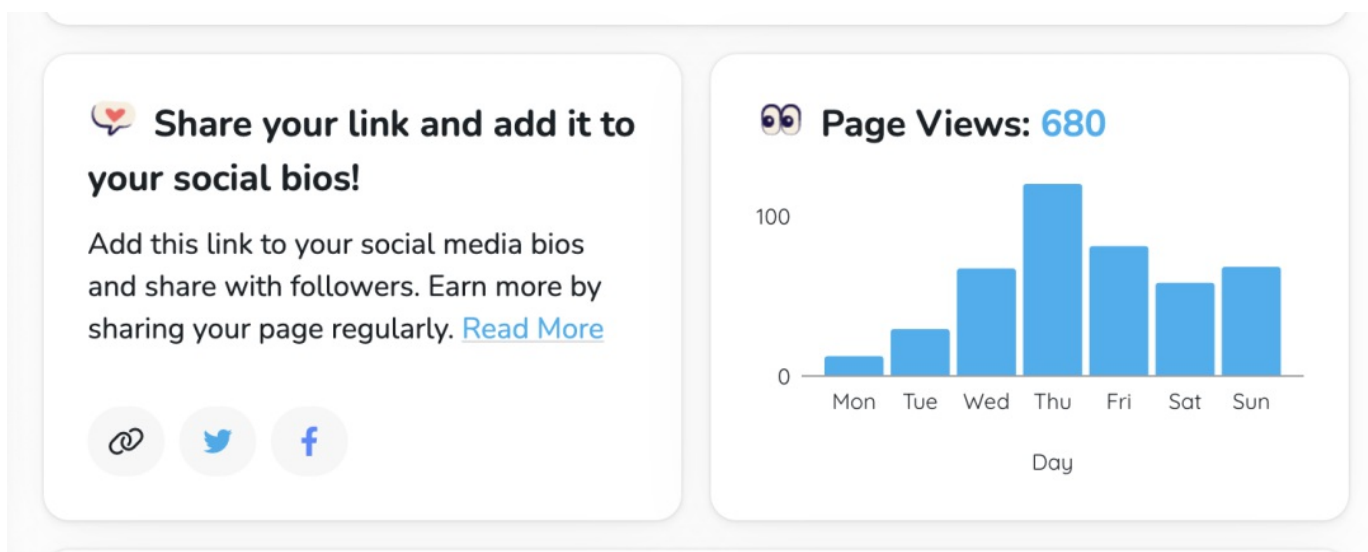 Share your link and add it to
your social bios!
Add this link to your social media bios
and share with followers. Earn more by
sharing your page regularly. Read More
Page Views: 680
100
0
Mon Tue Wed Thu Fri Sat Sun
Day